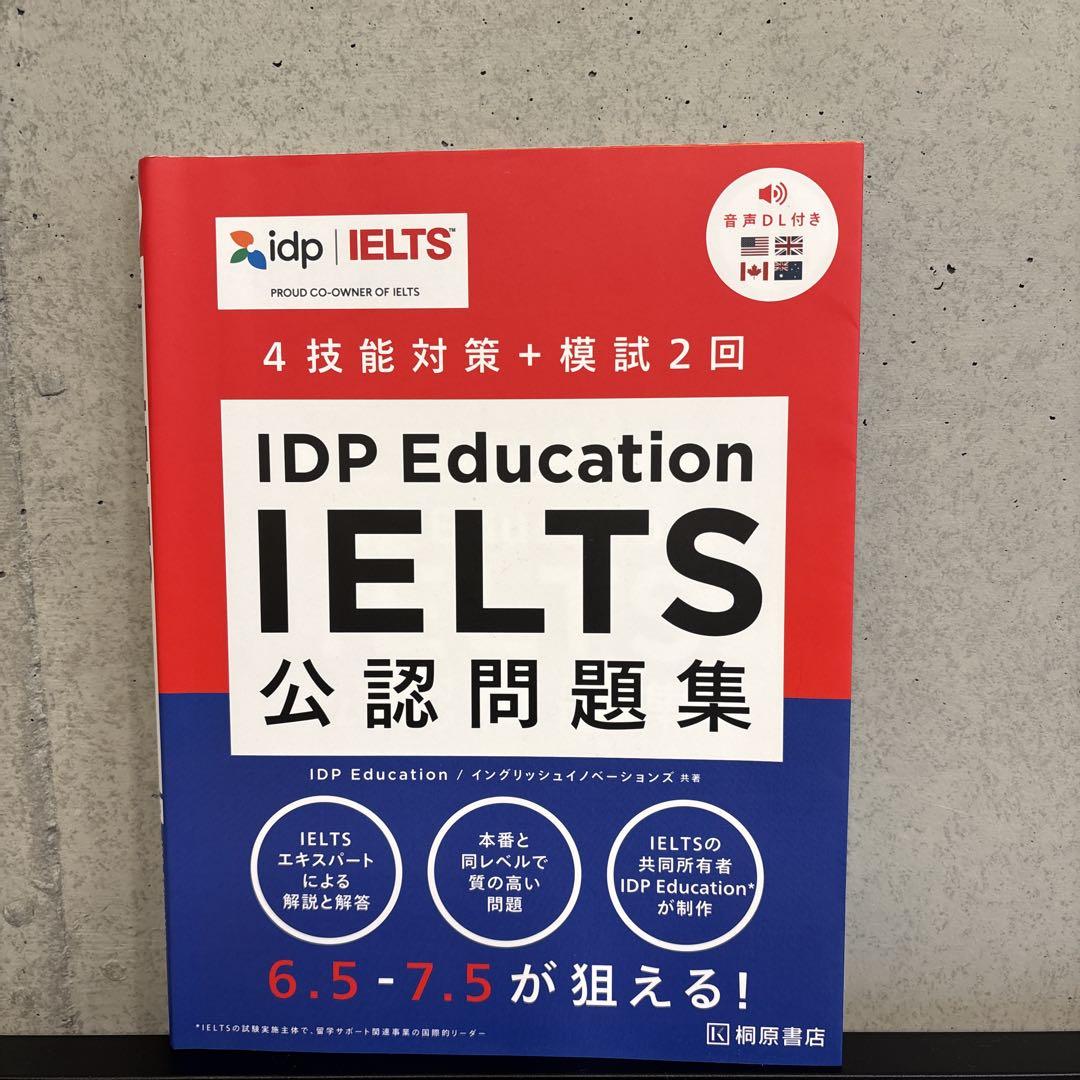 idp | IELTS™
PROUD CO-OWNER OF IELTS
音声DL付き
4技能対策+模試2回
IDP Education
IELTS
公認問題集
IDP Education / イングリッシュイノベーションズ 共著
IELTS
エキスパート
による
解説と解答
本番と
同レベルで
質の高い
問題
IELTSの
共同所有者
IDP Education*
が制作
6.5-7.5が狙える!
*IELTSの試験実施主体で、留学サポート関連事業の国際的リーダー
K 桐原書店